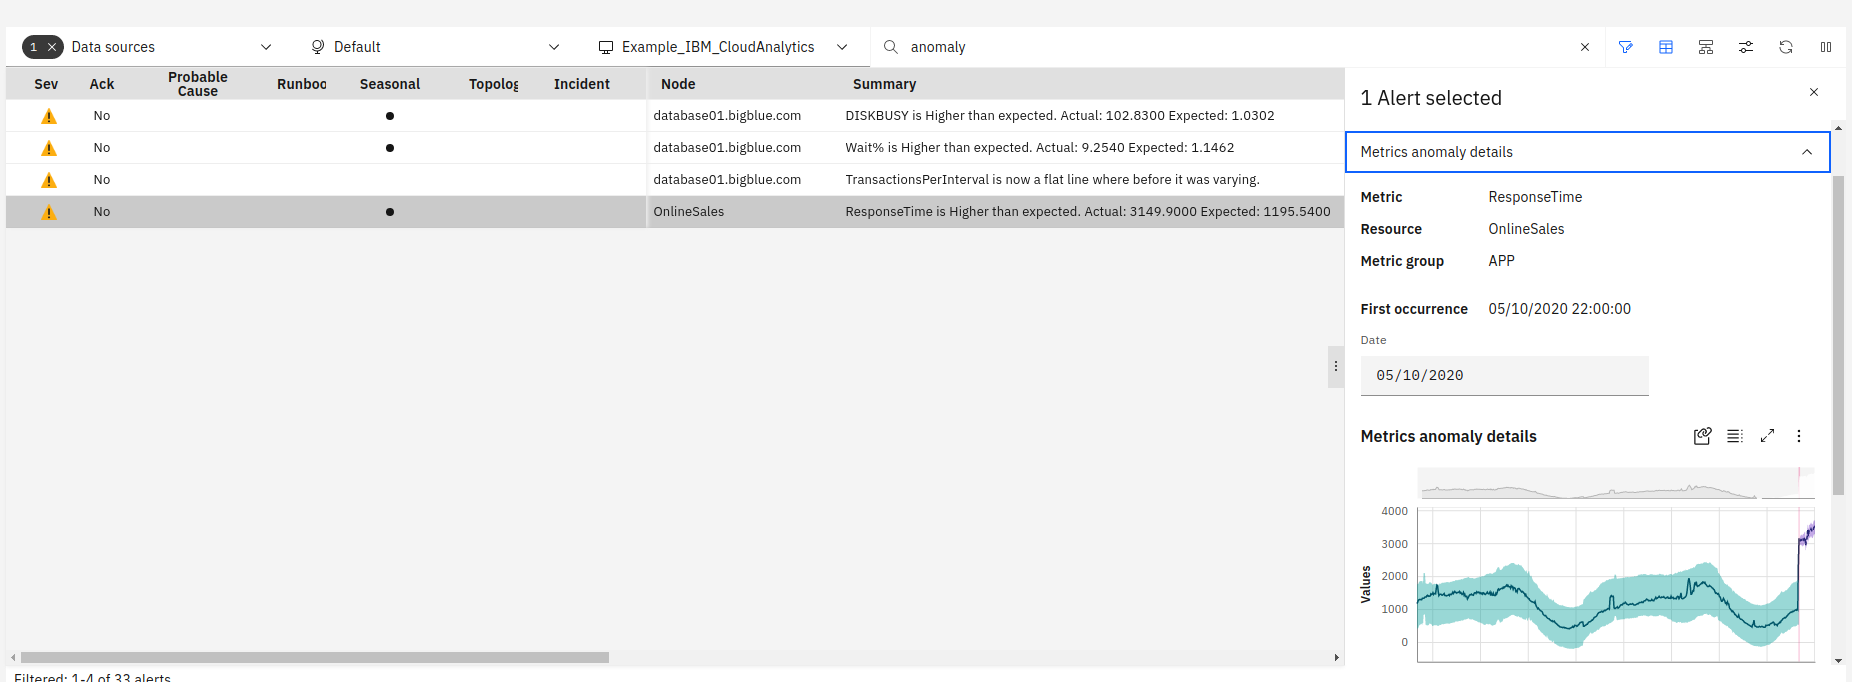 1 × Data sources Default Example_IBM_CloudAnalytics anomaly
Sev Ack Probable Cause Runboo Seasonal Topolog Incident Node Summary
No database01.bigblue.com DISKBUSY is Higher than expected. Actual: 102.8300 Expected: 1.0302
No database01.bigblue.com Wait% is Higher than expected. Actual: 9.2540 Expected: 1.1462
No database01.bigblue.com TransactionsPerInterval is now a flat line where before it was varying.
No OnlineSales ResponseTime is Higher than expected. Actual: 3149.9000 Expected: 1195.5400
Filtered: 1-4 of 33 alerts
1 Alert selected
Metrics anomaly details
Metric ResponseTime
Resource OnlineSales
Metric group APP
First occurrence 05/10/2020 22:00:00
Date
05/10/2020
Metrics anomaly details
4000
3000
2000
1000
0
Values